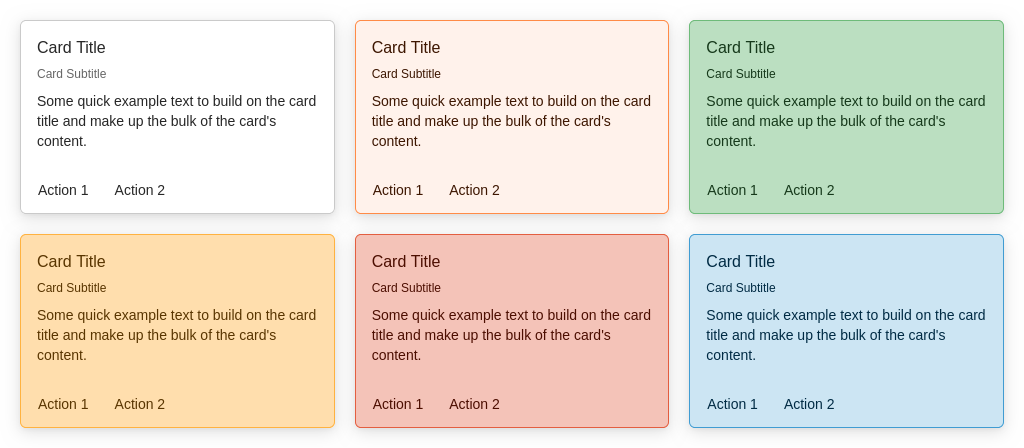 Card Title
Card Subtitle
Some quick example text to build on the card
title and make up the bulk of the card's
content.
Action 1 Action 2
Card Title
Card Subtitle
Some quick example text to build on the card
title and make up the bulk of the card's
content.
Action 1 Action 2
Card Title
Card Subtitle
Some quick example text to build on the card
title and make up the bulk of the card's
content.
Action 1 Action 2
Card Title
Card Subtitle
Some quick example text to build on the card
title and make up the bulk of the card's
content.
Action 1 Action 2
Card Title
Card Subtitle
Some quick example text to build on the card
title and make up the bulk of the card's
content.
Action 1 Action 2
Card Title
Card Subtitle
Some quick example text to build on the card
title and make up the bulk of the card's
content.
Action 1 Action 2